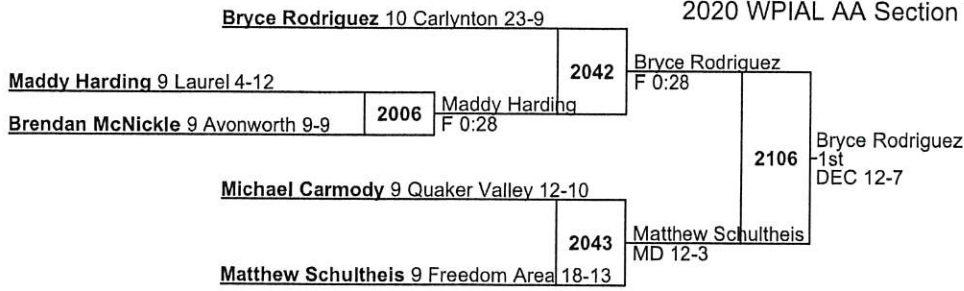 2020 WPIAL AA Section
Bryce Rodriguez 10 Carlynton 23-9
2042
Bryce Rodriguez
F 0:28
Maddy Harding 9 Laurel 4-12
2006
Maddy Harding
F 0:28
Brendan McNickle 9 Avonworth 9-9
2106
Bryce Rodriguez
1st
DEC 12-7
Michael Carmody 9 Quaker Valley 12-10
2043
Matthew Schultheis
MD 12-3
Matthew Schultheis 9 Freedom Area 18-13